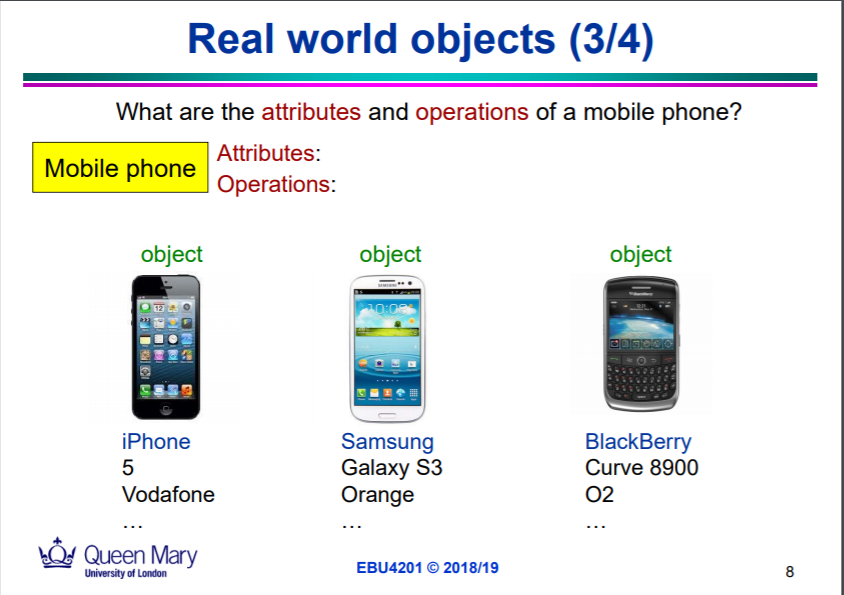 Real world objects (3/4)
What are the attributes and operations of a mobile phone?
Mobile phone
Attributes:
Operations:
object
object
object
iPhone
5
Vodafone
…
Samsung
Galaxy S3
Orange
…
BlackBerry
Curve 8900
O2
…
Queen Mary
University of London
EBU4201 © 2018/19
8